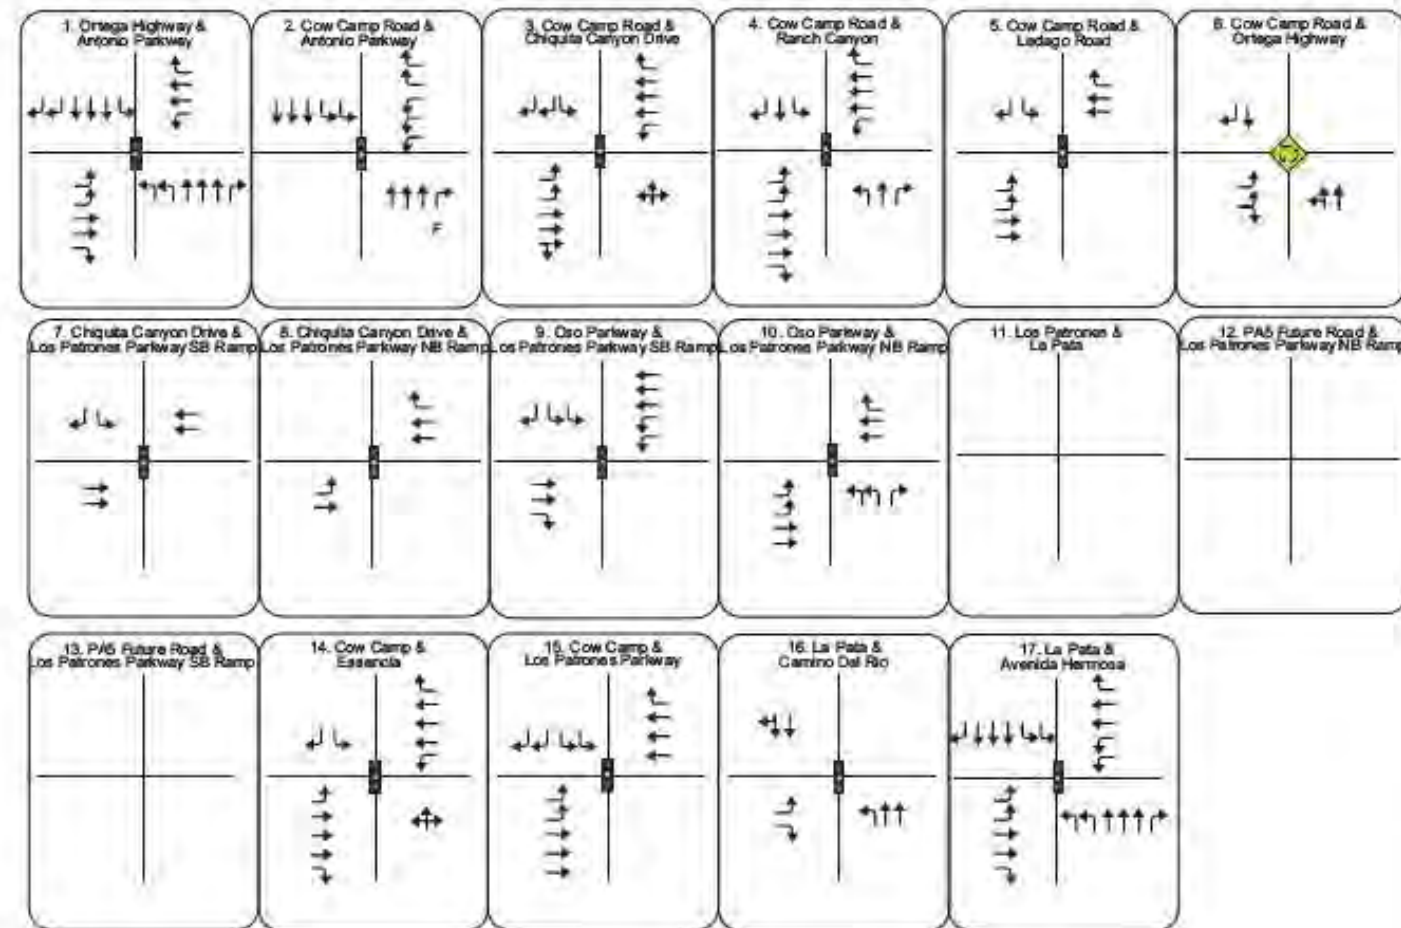 1. Ortega Highway &
Antonio Parkway
2. Cow Camp Road &
Antonio Parkway
3. Cow Camp Road &
Chiquita Canyon Drive
4. Cow Camp Road &
Ranch Canyon
5. Cow Camp Road &
Ledago Road
6. Cow Camp Road &
Ortega Highway
F
7. Chiquita Canyon Drive &
Los Patrones Parkway SB Ramp
8. Chiquita Canyon Drive &
Los Patrones Parkway NB Ramp
9. Oso Parkway &
Los Patrones Parkway SB Ramp
10. Oso Parkway &
Los Patrones Parkway NB Ramp
11. Los Patrones &
La Pata
12. PA5 Future Road &
Los Patrones Parkway NB Ramp
13. PA5 Future Road &
Los Patrones Parkway SB Ramp
14. Cow Camp &
Essencia
15. Cow Camp &
Los Patrones Parkway
16. La Pata &
Camino Del Rio
17. La Pata &
Avenida Hermosa